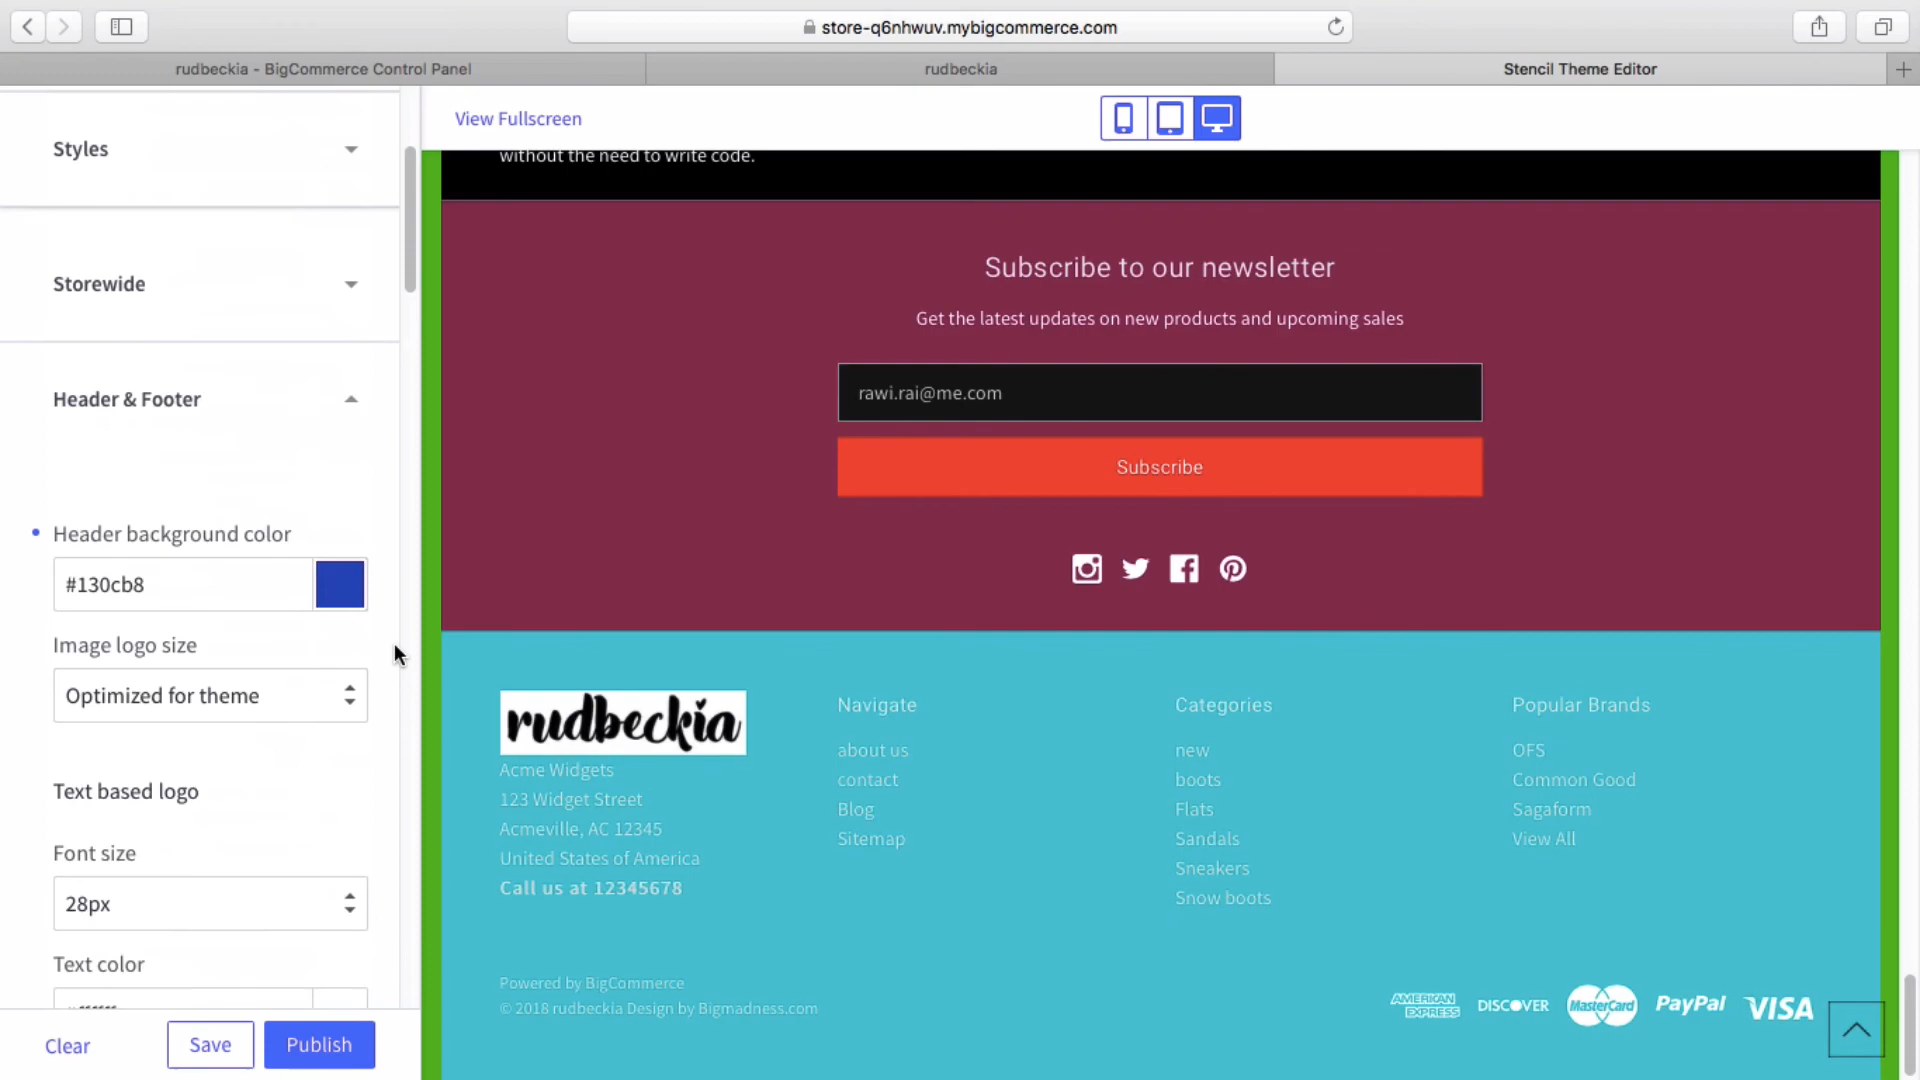 store-q6nhwuv.mybigcommerce.com
rudbeckia - BigCommerce Control Panel
rudbeckia
Stencil Theme Editor
View Fullscreen
Styles
Storewide
Header & Footer
Header background color
#130cb8
Image logo size
Optimized for theme
Text based logo
Font size
28px
Text color
Clear
Save
Publish
without the need to write code.
Subscribe to our newsletter
Get the latest updates on new products and upcoming sales
rawi.rai@me.com
Subscribe
rudbeckia
Acme Widgets
123 Widget Street
Acmeville, AC 12345
United States of America
Call us at 12345678
Navigate
about us
contact
Blog
Sitemap
Categories
new
boots
Flats
Sandals
Sneakers
Snow boots
Popular Brands
OFS
Common Good
Sagaform
View All
Powered by BigCommerce
© 2018 rudbeckia Design by Bigmadness.com
AMERICAN EXPRESS
DISCOVER
MasterCard
PayPal
VISA